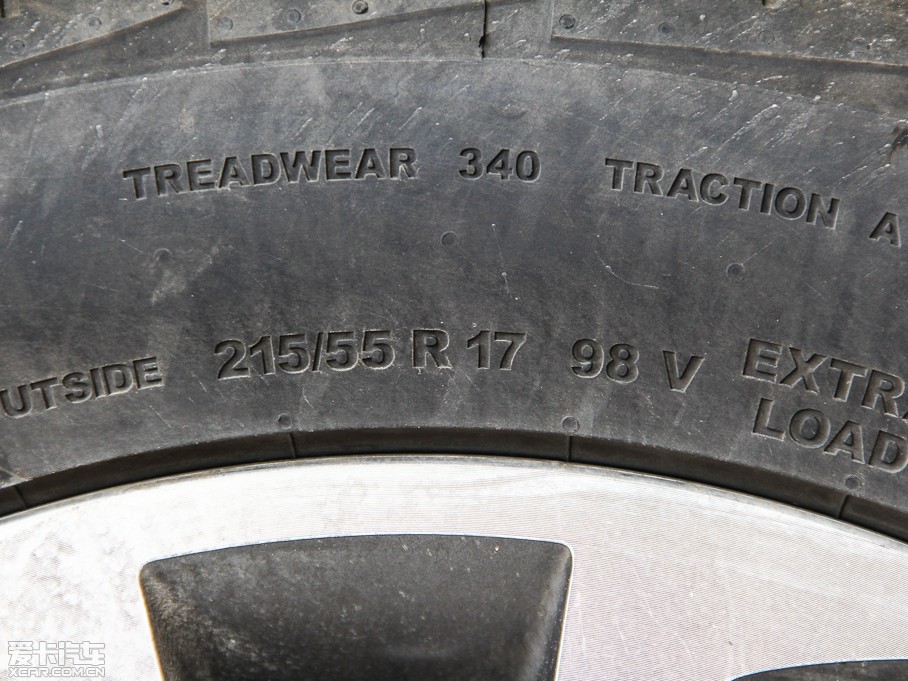 TREADWEAR 340 TRACTION A
UTSIDE 215/55 R 17 98 V EXTRA
LOAD
爱卡汽车
XCAR.COM.CN